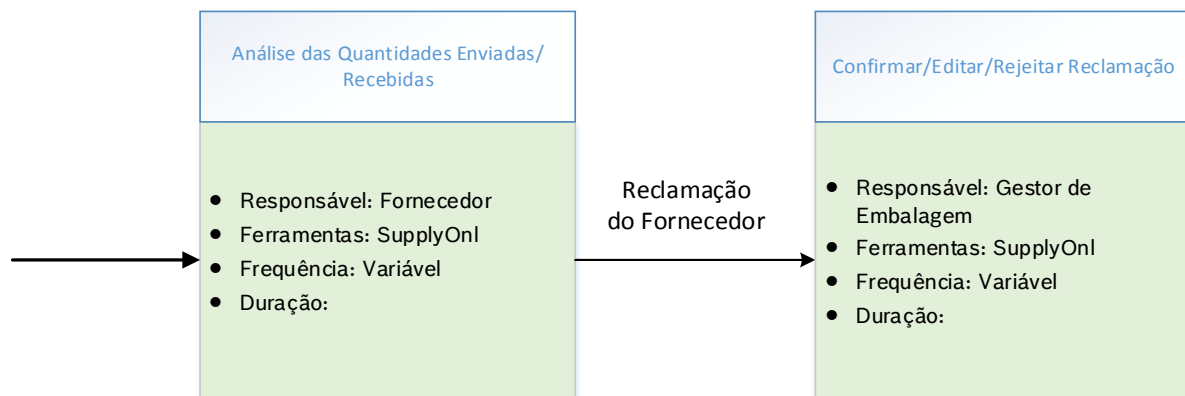 Análise das Quantidades Enviadas/
Recebidas
• Responsável: Fornecedor
• Ferramentas: SupplyOnl
• Frequência: Variável
• Duração:
Reclamação
do Fornecedor
Confirmar/Editar/Rejeitar Reclamação
• Responsável: Gestor de
Embalagem
• Ferramentas: SupplyOnl
• Frequência: Variável
• Duração: